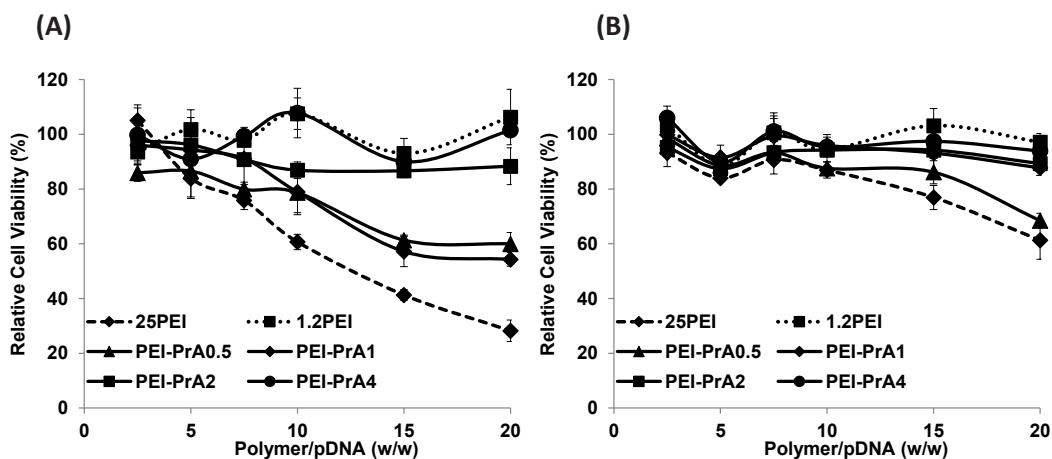 (A)
120
100
80
60
40
20
0
Relative Cell Viability (%)
25PEI
1.2PEI
PEI-PrA0.5
PEI-PrA1
PEI-PrA2
PEI-PrA4
0 5 10 15 20
Polymer/pDNA (w/w)
(B)
120
100
80
60
40
20
0
Relative Cell Viability (%)
25PEI
1.2PEI
PEI-PrA0.5
PEI-PrA1
PEI-PrA2
PEI-PrA4
0 5 10 15 20
Polymer/pDNA (w/w)